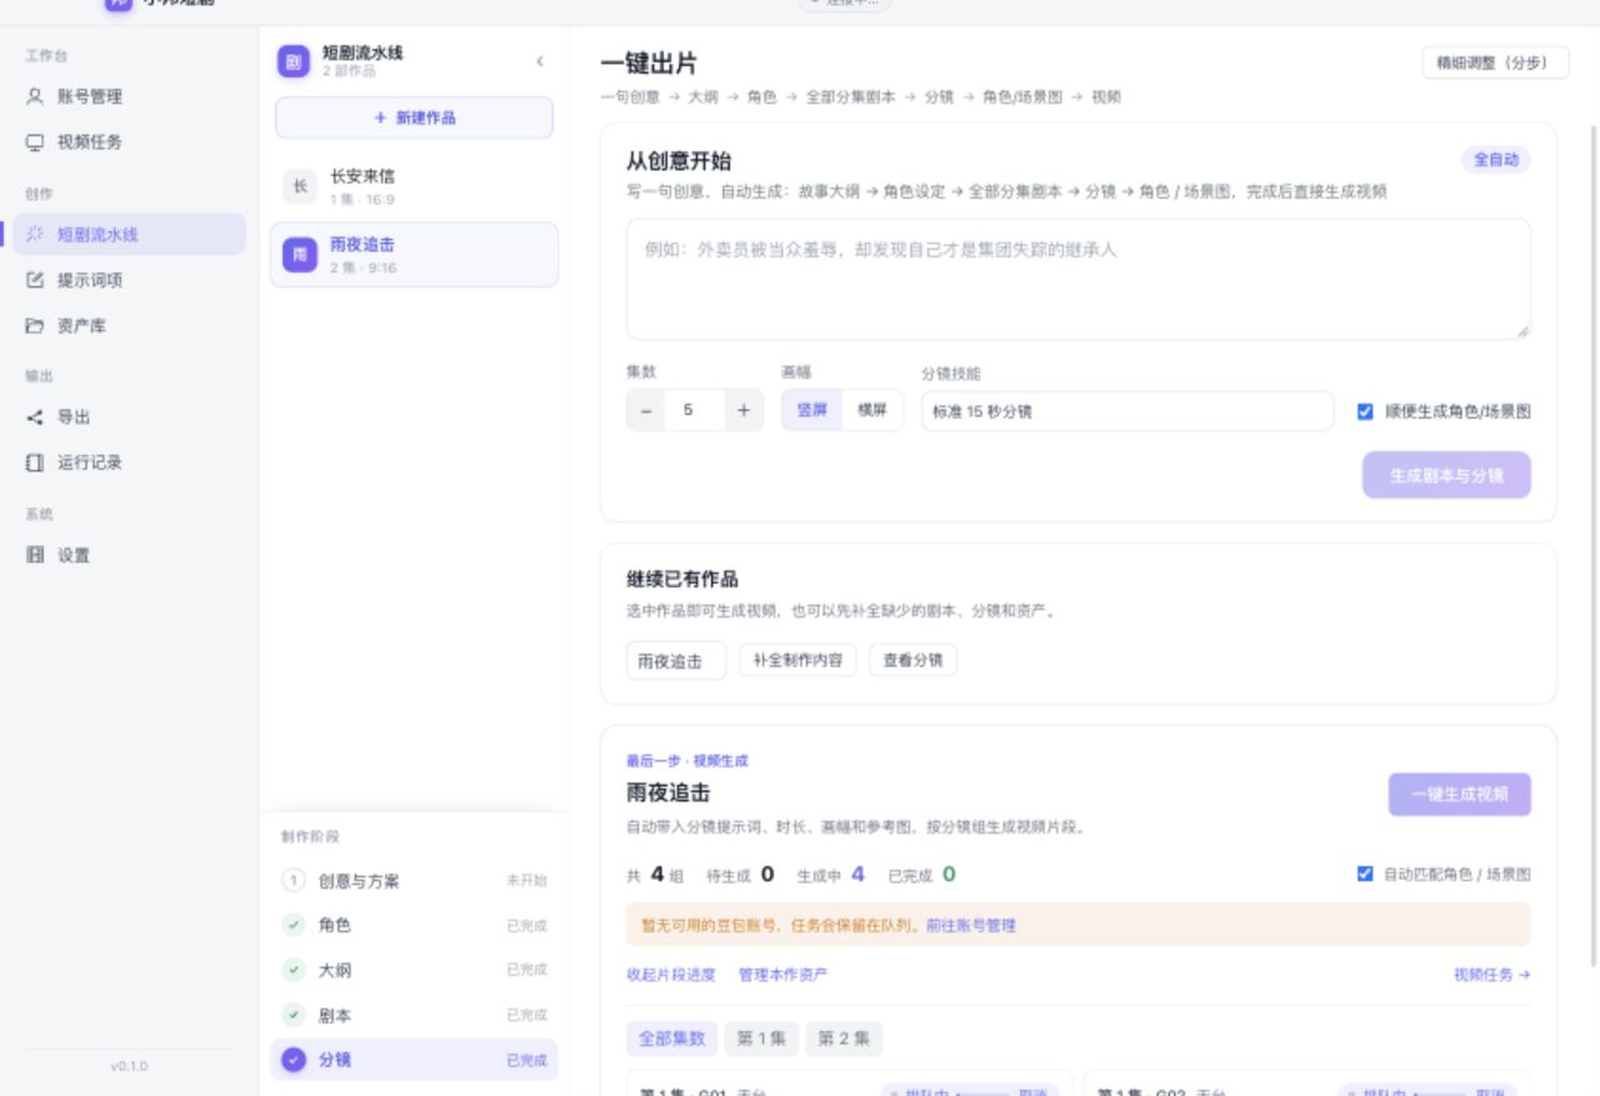 工作台
账号管理
视频任务
创作
短剧流水线
提示词项
资产库
输出
导出
运行记录
系统
设置
v0.1.0
剧
短剧流水线
2 部作品
+ 新建作品
长
长安来信
1 集 · 16:9
雨
雨夜追击
2 集 · 9:16
制作阶段
1 创意与方案 未开始
角色 已完成
大纲 已完成
剧本 已完成
分镜 已完成
一键出片
精细调整（分步）
一句创意 → 大纲 → 角色 → 全部分集剧本 → 分镜 → 角色/场景图 → 视频
从创意开始
全自动
写一句创意，自动生成：故事大纲 → 角色设定 → 全部分集剧本 → 分镜 → 角色 / 场景图，完成后直接生成视频
例如：外卖员被当众羞辱，却发现自己才是集团失踪的继承人
集数 画幅 分镜技能
− 5 + 竖屏 横屏 标准 15 秒分镜 顺便生成角色/场景图
生成剧本与分镜
继续已有作品
选中作品即可生成视频，也可以先补全缺少的剧本、分镜和资产。
雨夜追击 补全制作内容 查看分镜
最后一步 · 视频生成
雨夜追击
一键生成视频
自动带入分镜提示词、时长、画幅和参考图，按分镜组生成视频片段。
共 4 组 待生成 0 生成中 4 已完成 0
自动匹配角色 / 场景图
暂无可用的豆包账号，任务会保留在队列。前往账号管理
收起片段进度 管理本作资产 视频任务 →
全部集数 第 1 集 第 2 集